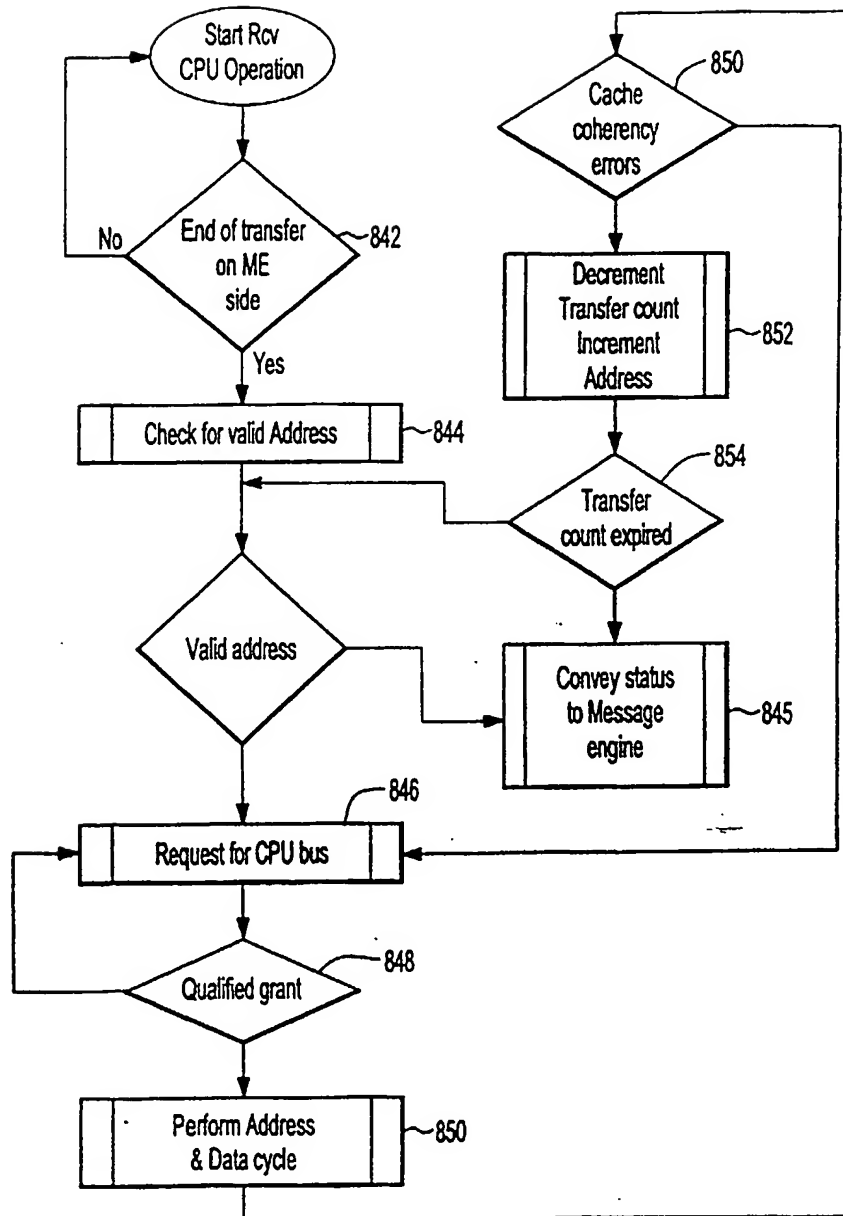 Start Rcv
CPU Operation
No
End of transfer
on ME
side
842
Yes
Check for valid Address
844
Valid address
846
Request for CPU bus
Qualified grant
848
Perform Address
& Data cycle
850
850
Cache
coherency
errors
Decrement
Transfer count
Increment
Address
852
854
Transfer
count expired
Convey status
to Message
engine
845